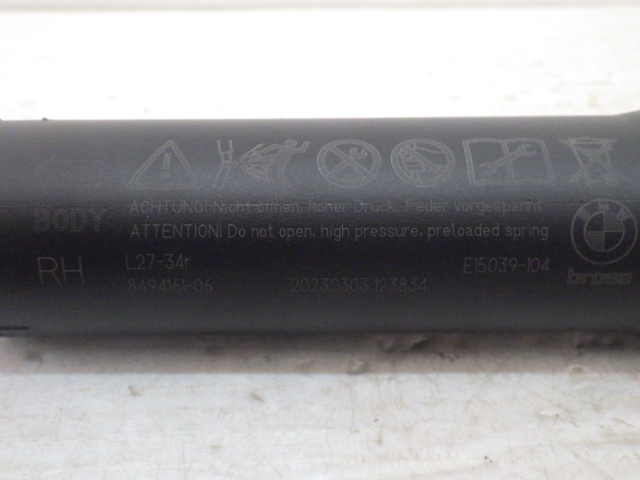 BODY
ACHTUNG! Nicht öffnen, hoher Druck, Feder vorgespannt
ATTENTION! Do not open, high pressure, preloaded spring
RH
L27-34r
E15039-104
8494161-06
20230303 123834
BMW
brose